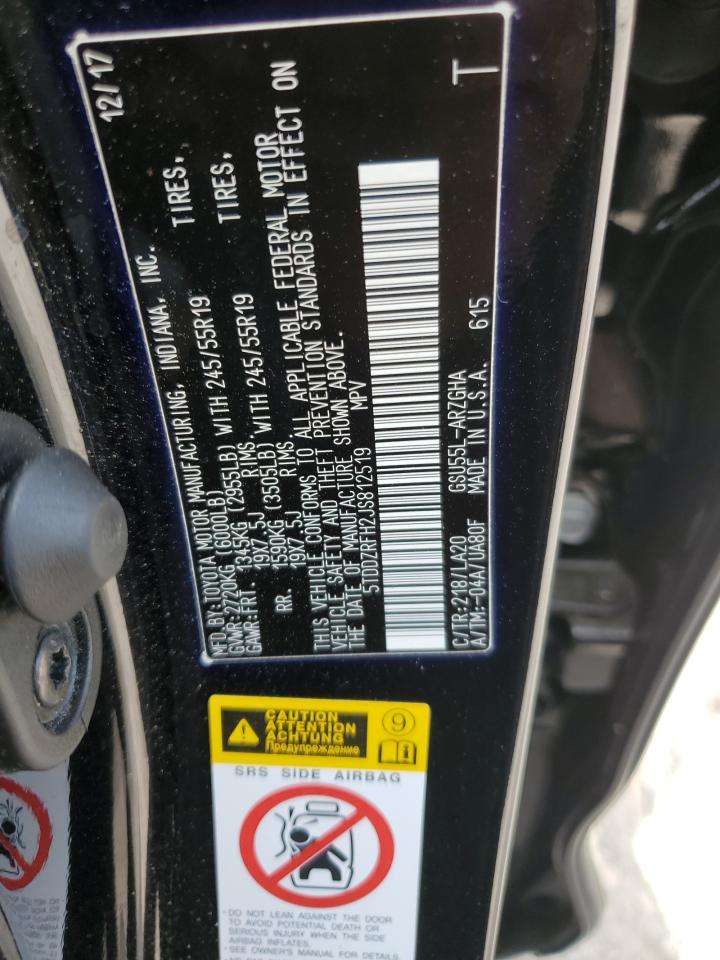 12/17
MFD.BY:TOYOTA MOTOR MANUFACTURING, INDIANA, INC.
GVWR:2720KG (6000LB)
GAWR:FRT. 1345KG (2955LB) WITH 245/55R19 TIRES,
19X7.5J RIMS
RR. 1590KG (3505LB) WITH 245/55R19 TIRES,
19X7.5J RIMS.
THIS VEHICLE CONFORMS TO ALL APPLICABLE FEDERAL MOTOR
VEHICLE SAFETY AND THEFT PREVENTION STANDARDS IN EFFECT ON
THE DATE OF MANUFACTURE SHOWN ABOVE.
5TDDZRFH2JS812519 MPV
C/TR:218/LA20 GSU55L-ARZGHA
A/TM:-04A/UA80F MADE IN U.S.A. 615
T
CAUTION
ATTENTION
ACHTUNG
Предупреждение
9
SRS SIDE AIRBAG
· DO NOT LEAN AGAINST THE DOOR
TO AVOID POTENTIAL DEATH OR
SERIOUS INJURY WHEN THE SIDE
AIRBAG INFLATES.
· SEE OWNER'S MANUAL FOR DETAILS.